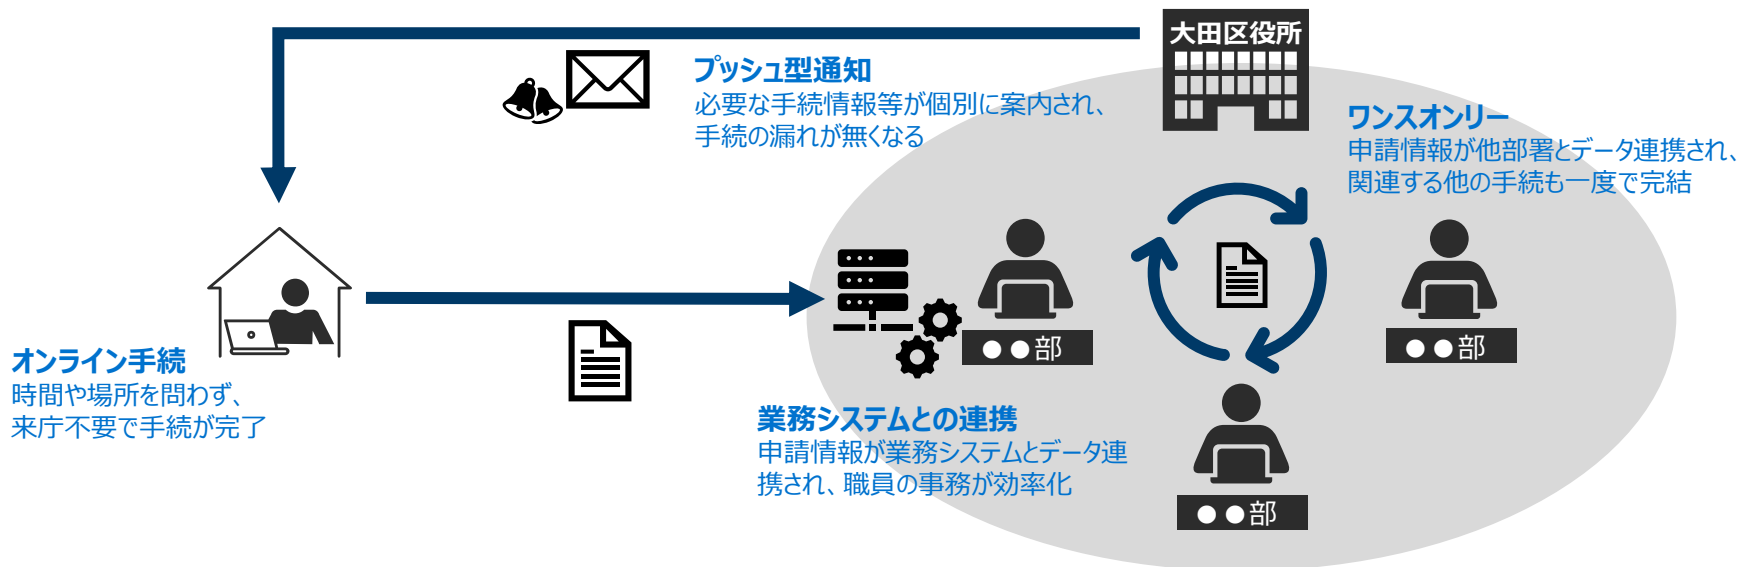 大田区役所
プッシュ型通知
必要な手続情報等が個別に案内され、
手続の漏れが無くなる
ワンスオンリー
申請情報が他部署とデータ連携され、
関連する他の手続も一度で完結
オンライン手続
時間や場所を問わず、
来庁不要で手続が完了
●●部
●●部
業務システムとの連携
申請情報が業務システムとデータ連
携され、職員の事務が効率化
●●部